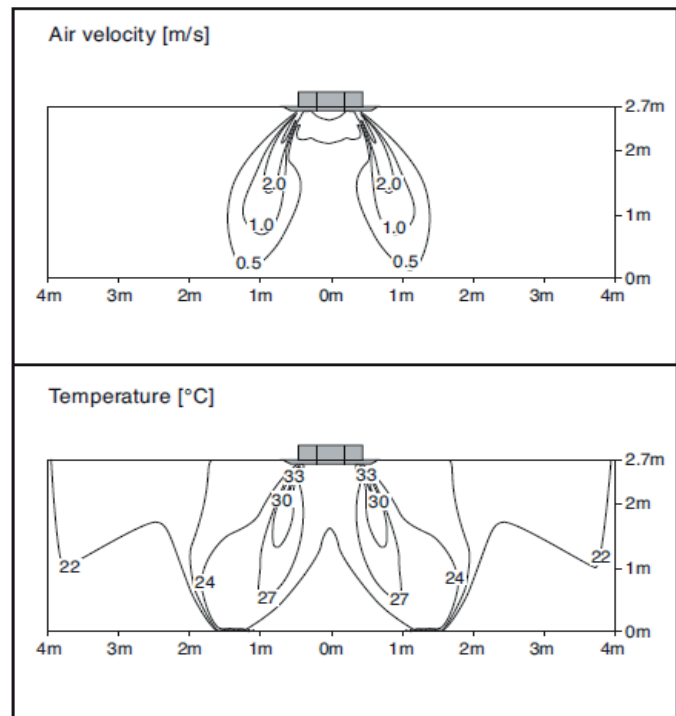 Air velocity [m/s]
2.7m
2m
2.0 2.0
1.0 1.0
1m
0.5 0.5
0m
4m 3m 2m 1m 0m 1m 2m 3m 4m
Temperature [°C]
2.7m
33 33
30 30
2m
22 22
1m
24 24
27 27
0m
4m 3m 2m 1m 0m 1m 2m 3m 4m